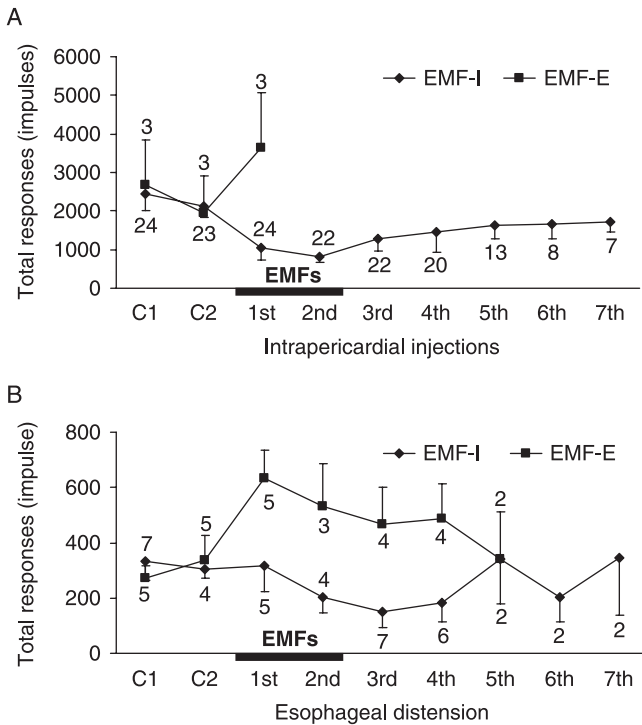 A
Total responses (impulses)
6000
5000
4000
3000
2000
1000
0
EMF-I EMF-E
3 3 3
24 23 24 22 22 20 13 8 7
EMFs
C1 C2 1st 2nd 3rd 4th 5th 6th 7th
Intrapericardial injections
B
Total responses (impulse)
800
600
400
200
0
EMF-I EMF-E
7 5 5 3 4 4 2
5 4 5 4 7 6 2 2 2
EMFs
C1 C2 1st 2nd 3rd 4th 5th 6th 7th
Esophageal distension